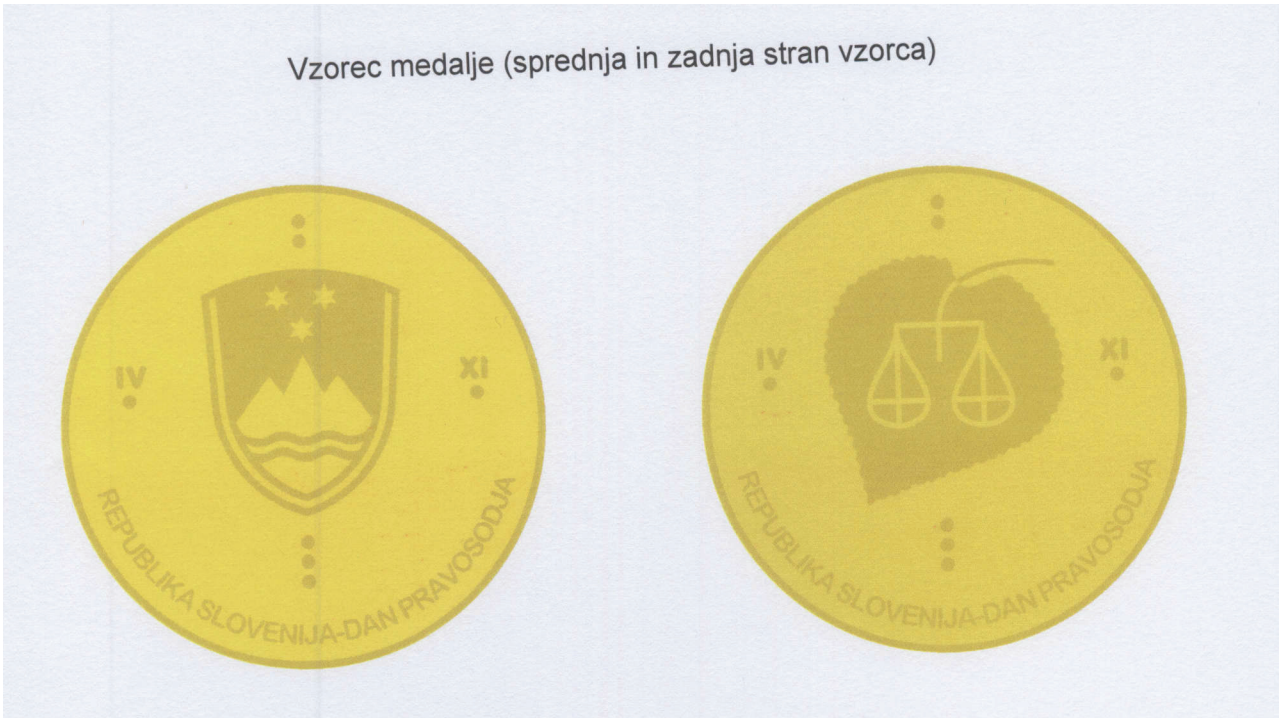 Vzorec medalje (sprednja in zadnja stran vzorca)
IV
XI
REPUBLIKA SLOVENIJA-DAN PRAVOSODJA
IV
XI
REPUBLIKA SLOVENIJA-DAN PRAVOSODJA